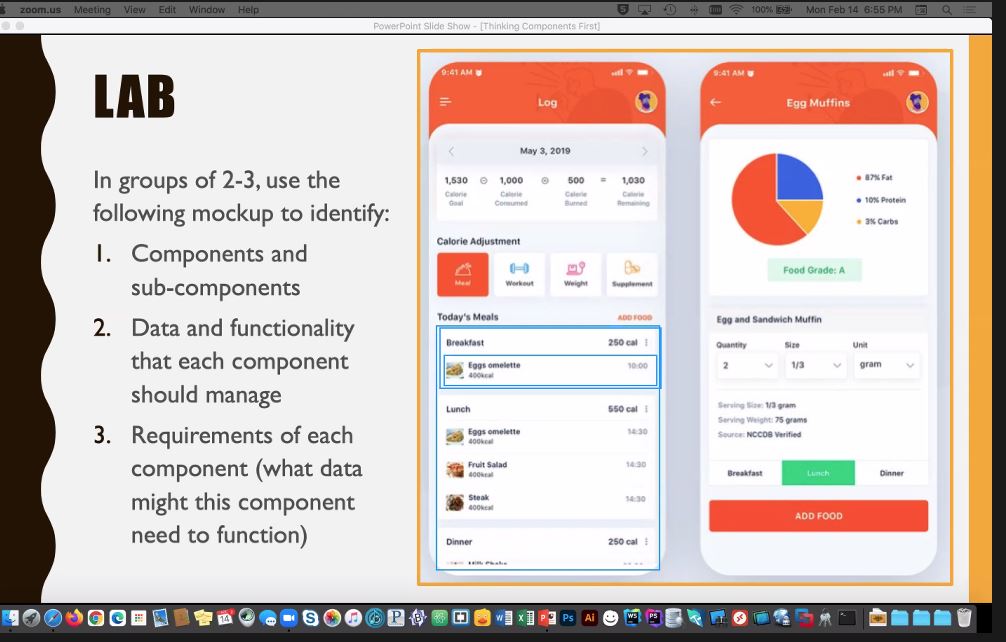 zoom.us Meeting View Edit Window Help
100% Mon Feb 14 6:55 PM
PowerPoint Slide Show - [Thinking Components First]
LAB
In groups of 2-3, use the
following mockup to identify:
1. Components and
sub-components
2. Data and functionality
that each component
should manage
3. Requirements of each
component (what data
might this component
need to function)
9:41 AM
Log
May 3, 2019
1,530 1,000 500 = 1,030
Calorie Calorie Calorie Calorie
Goal Consumed Burned Remaining
Calorie Adjustment
Meal Workout Weight Supplement
Today's Meals ADD FOOD
Breakfast 250 cal
Eggs omelette 10:00
400kcal
Lunch 550 cal
Eggs omelette 14:30
400kcal
Fruit Salad 14:30
400kcal
Steak 14:30
400kcal
Dinner 250 cal
9:41 AM
Egg Muffins
87% Fat
10% Protein
3% Carbs
Food Grade: A
Egg and Sandwich Muffin
Quantity Size Unit
2 1/3 gram
Serving Size: 1/3 gram
Serving Weight: 75 grams
Source: NCCDB Verified
Breakfast Lunch Dinner
ADD FOOD